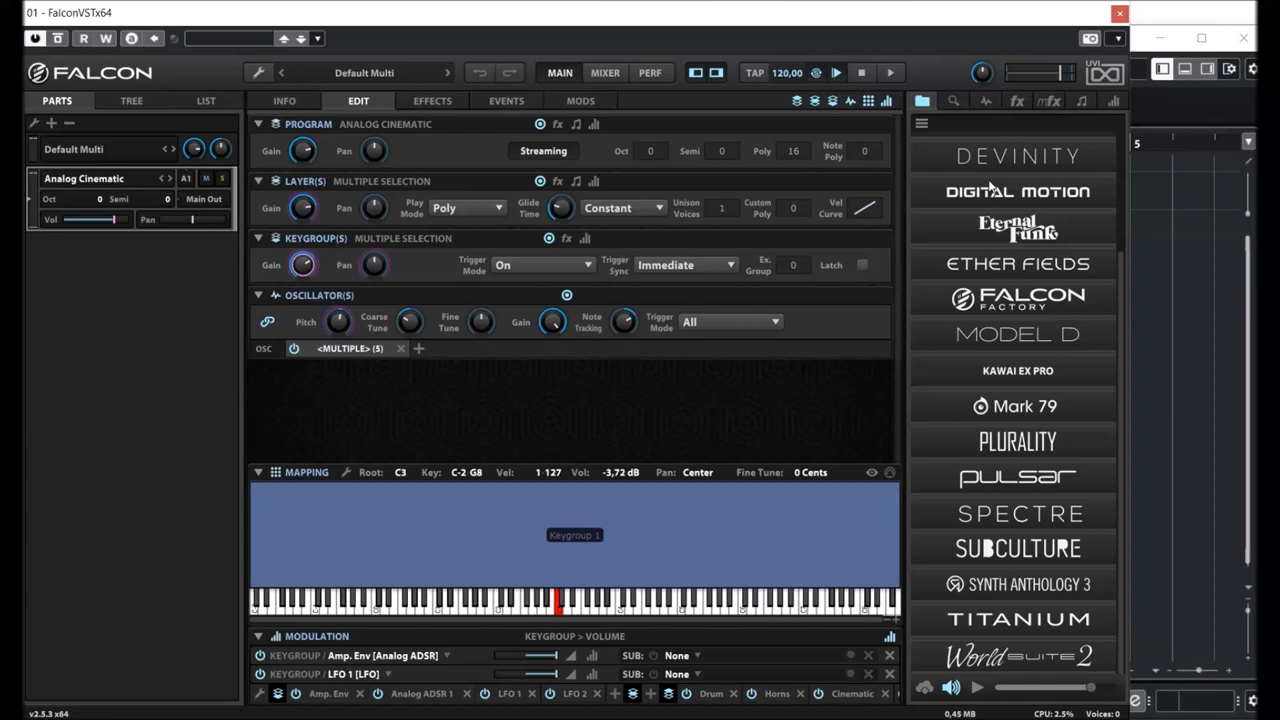 01 - FalconVSTx64
R W a
FALCON
Default Multi
MAIN MIXER PERF
TAP 120,00
UVI
PARTS TREE LIST
INFO EDIT EFFECTS EVENTS MODS
fx mfx
5
Default Multi
Analog Cinematic A1 M S
Oct 0 Semi 0 Main Out
Vol Pan
PROGRAM ANALOG CINEMATIC fx
Gain Pan Streaming Oct 0 Semi 0 Poly 16 Note Poly 0
LAYER(S) MULTIPLE SELECTION fx
Gain Pan Play Mode Poly Glide Time Constant Unison Voices 1 Custom Poly 0 Vel Curve
KEYGROUP(S) MULTIPLE SELECTION fx
Gain Pan Trigger Mode On Trigger Sync Immediate Ex. Group 0 Latch
OSCILLATOR(S)
Pitch Coarse Tune Fine Tune Gain Note Tracking Trigger Mode All
OSC <MULTIPLE> (5)
MAPPING Root: C3 Key: C-2 G8 Vel: 1 127 Vol: -3,72 dB Pan: Center Fine Tune: 0 Cents
Keygroup 1
MODULATION KEYGROUP > VOLUME
KEYGROUP / Amp. Env [Analog ADSR] SUB: None
KEYGROUP / LFO 1 [LFO] SUB: None
Amp. Env Analog ADSR 1 LFO 1 LFO 2 Drum Horns Cinematic
DEVINITY
DIGITAL MOTION
Eternal Funk
ETHER FIELDS
FALCON FACTORY
MODEL D
KAWAI EX PRO
Mark 79
PLURALITY
pulsar
SPECTRE
SUBCULTURE
SYNTH ANTHOLOGY 3
TITANIUM
World SUITE 2
v2.5.3 x64
0,45 MB CPU: 2.5% Voices: 0